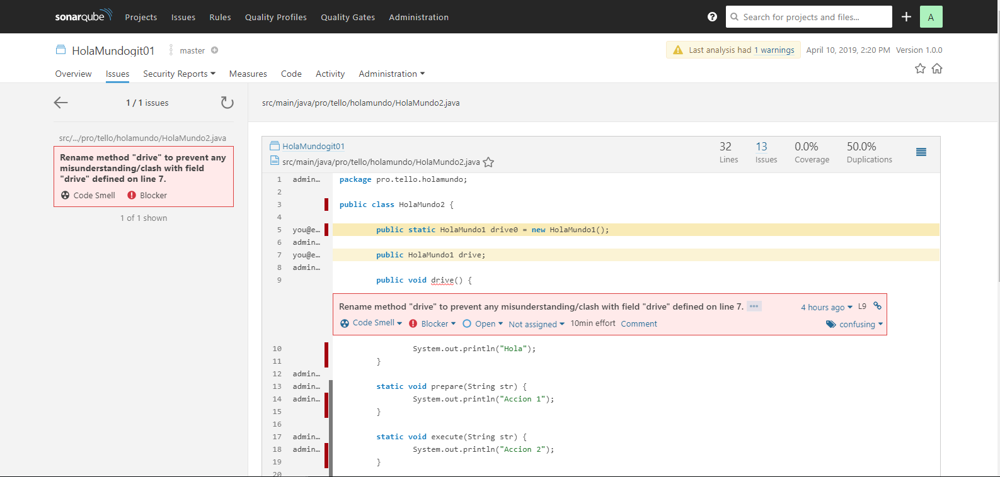 sonarqube Projects Issues Rules Quality Profiles Quality Gates Administration ? Search for projects and files... + A
HolaMundogit01 master Last analysis had 1 warnings April 10, 2019, 2:20 PM Version 1.0.0
Overview Issues Security Reports Measures Code Activity Administration
1 / 1 issues
src/.../pro/tello/holamundo/HolaMundo2.java
Rename method "drive" to prevent any
misunderstanding/clash with field
"drive" defined on line 7.
Code Smell Blocker
1 of 1 shown
src/main/java/pro/tello/holamundo/HolaMundo2.java
HolaMundogit01
src/main/java/pro/tello/holamundo/HolaMundo2.java
32 13 0.0% 50.0%
Lines Issues Coverage Duplications
1 admin… package pro.tello.holamundo;
2
3 public class HolaMundo2 {
4
5 you@e… public static HolaMundo1 drive0 = new HolaMundo1();
6 admin…
7 you@e… public HolaMundo1 drive;
8 admin…
9 public void drive() {
Rename method "drive" to prevent any misunderstanding/clash with field "drive" defined on line 7. ••• 4 hours ago L9
Code Smell Blocker Open Not assigned 10min effort Comment confusing
10 System.out.println("Hola");
11 }
12 admin…
13 admin… static void prepare(String str) {
14 admin… System.out.println("Accion 1");
15 }
16
17 admin… static void execute(String str) {
18 admin… System.out.println("Accion 2");
19 }
20